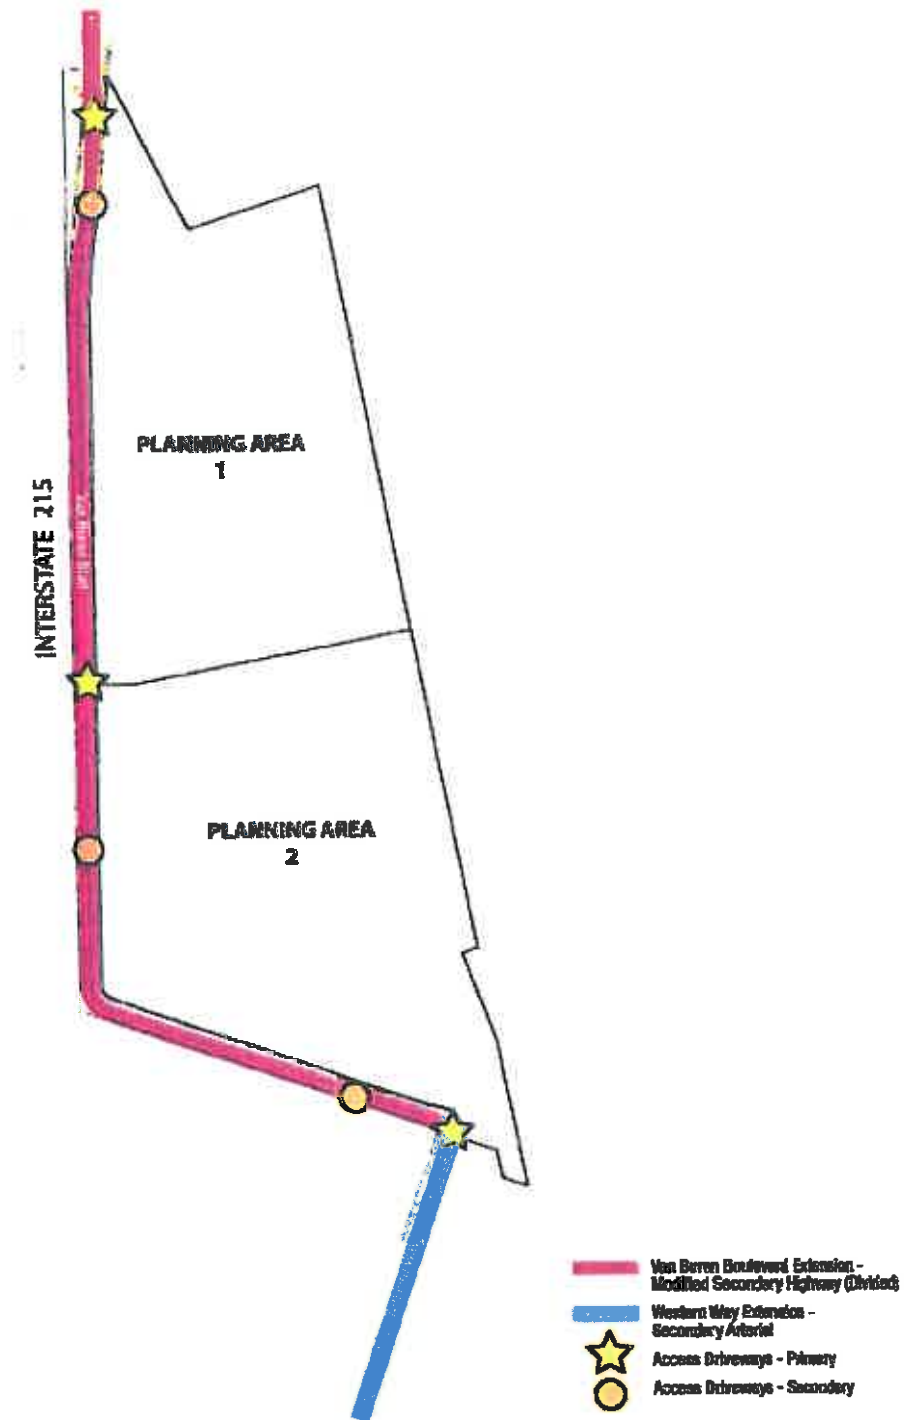 INTERSTATE 215
PLANNING AREA
1
PLANNING AREA
2
Van Buren Boulevard Extension -
Modified Secondary Highway (Divided)
Western Way Extension -
Secondary Arterial
Access Driveways - Primary
Access Driveways - Secondary